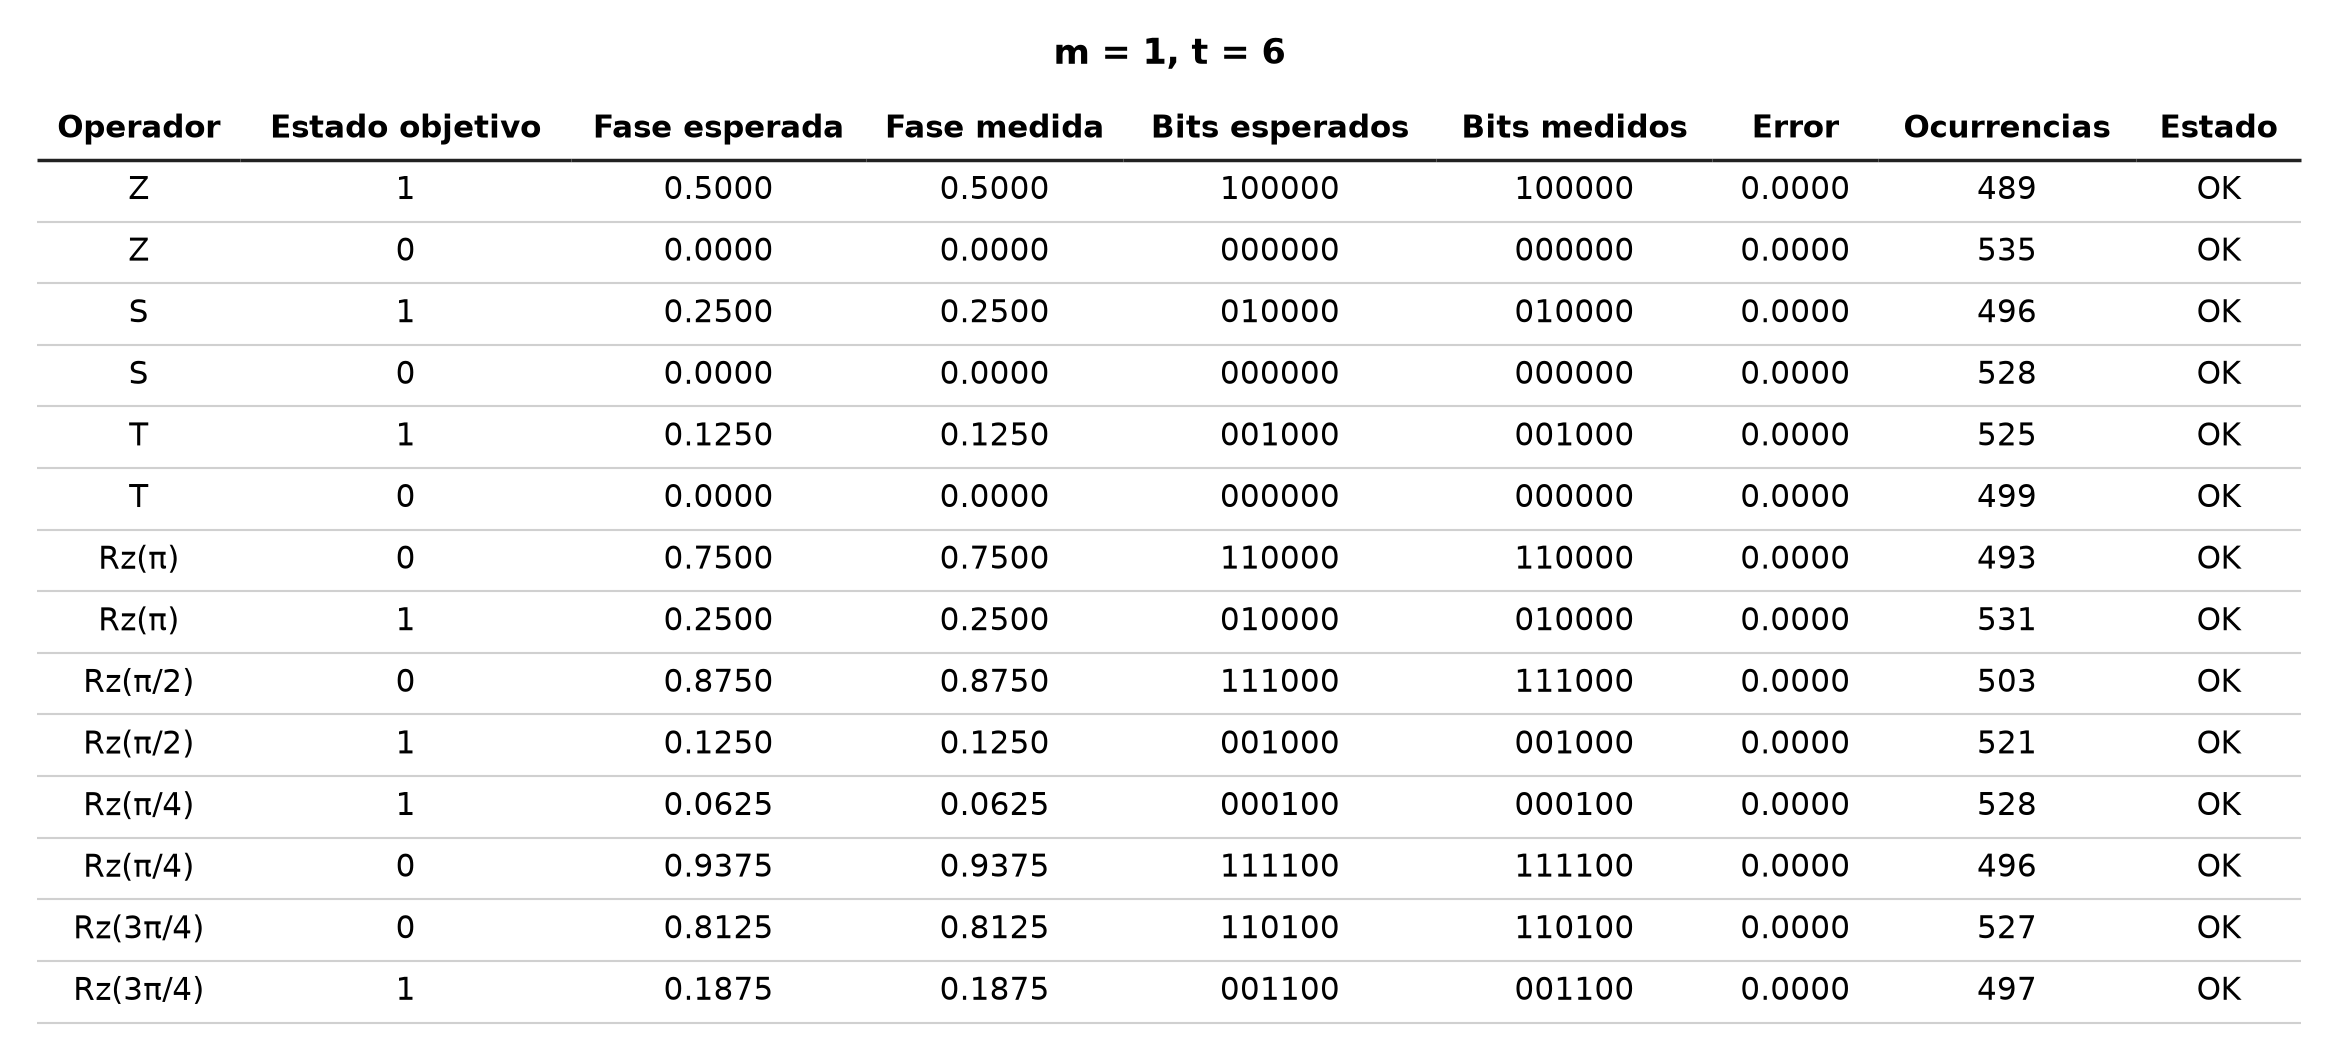 m = 1, t = 6
Operador Estado objetivo Fase esperada Fase medida Bits esperados Bits medidos Error Ocurrencias Estado
Z 1 0.5000 0.5000 100000 100000 0.0000 489 OK
Z 0 0.0000 0.0000 000000 000000 0.0000 535 OK
S 1 0.2500 0.2500 010000 010000 0.0000 496 OK
S 0 0.0000 0.0000 000000 000000 0.0000 528 OK
T 1 0.1250 0.1250 001000 001000 0.0000 525 OK
T 0 0.0000 0.0000 000000 000000 0.0000 499 OK
Rz(π) 0 0.7500 0.7500 110000 110000 0.0000 493 OK
Rz(π) 1 0.2500 0.2500 010000 010000 0.0000 531 OK
Rz(π/2) 0 0.8750 0.8750 111000 111000 0.0000 503 OK
Rz(π/2) 1 0.1250 0.1250 001000 001000 0.0000 521 OK
Rz(π/4) 1 0.0625 0.0625 000100 000100 0.0000 528 OK
Rz(π/4) 0 0.9375 0.9375 111100 111100 0.0000 496 OK
Rz(3π/4) 0 0.8125 0.8125 110100 110100 0.0000 527 OK
Rz(3π/4) 1 0.1875 0.1875 001100 001100 0.0000 497 OK